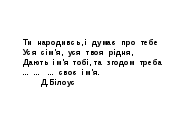 Ти народивсь, і думає про тебе
Уся сім'я, уся твоя рідня,
Дають ім'я тобі, та згодом треба
... ... ... своє ім'я.
Д.Білоус